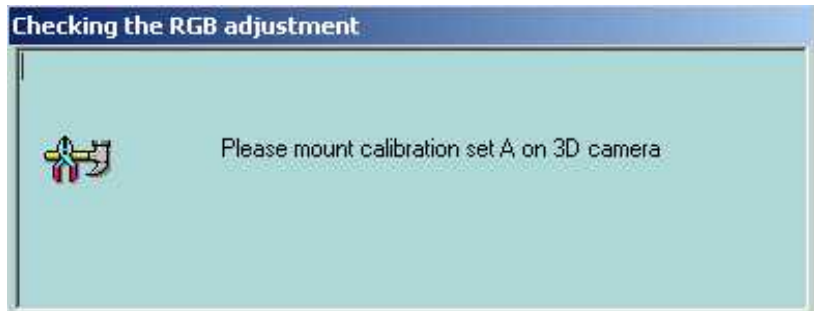 Checking the RGB adjustment
Please mount calibration set A on 3D camera